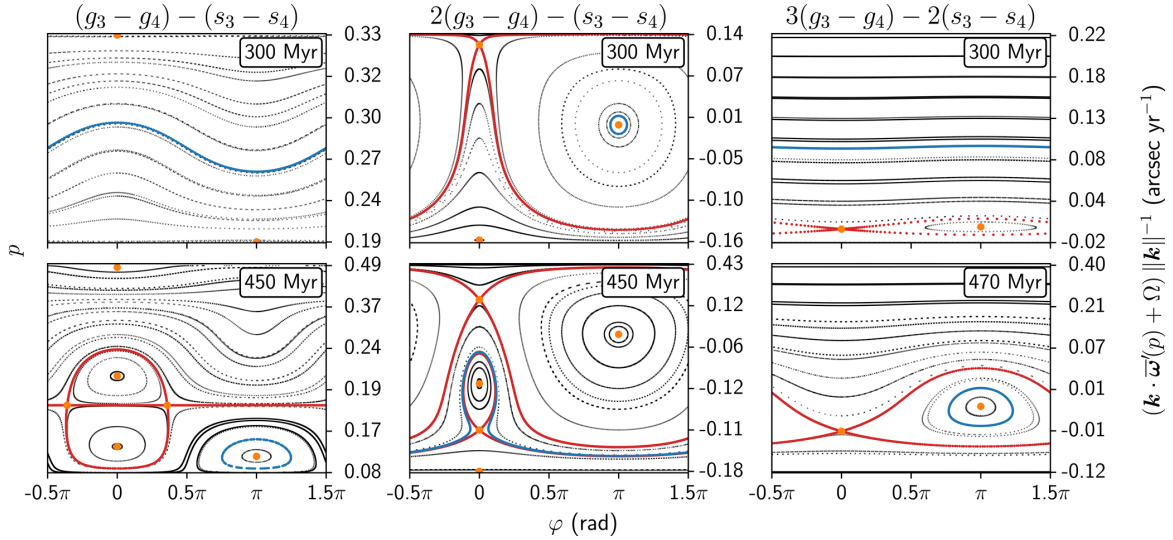 (g₃ − g₄) − (s₃ − s₄)
2(g₃ − g₄) − (s₃ − s₄)
3(g₃ − g₄) − 2(s₃ − s₄)
300 Myr
0.33
0.32
0.30
0.27
0.24
0.19
300 Myr
0.14
0.07
0.01
-0.05
-0.10
-0.16
300 Myr
0.22
0.18
0.13
0.08
0.04
-0.02
p
450 Myr
0.49
0.37
0.24
0.19
0.17
0.08
450 Myr
0.43
0.12
-0.06
-0.12
-0.14
-0.18
470 Myr
0.40
0.21
0.07
0.01
-0.01
-0.12
-0.5π 0 0.5π π 1.5π
-0.5π 0 0.5π π 1.5π
-0.5π 0 0.5π π 1.5π
φ (rad)
(k · ω̅′(p) + Ω) ‖k‖⁻¹ (arcsec yr⁻¹)